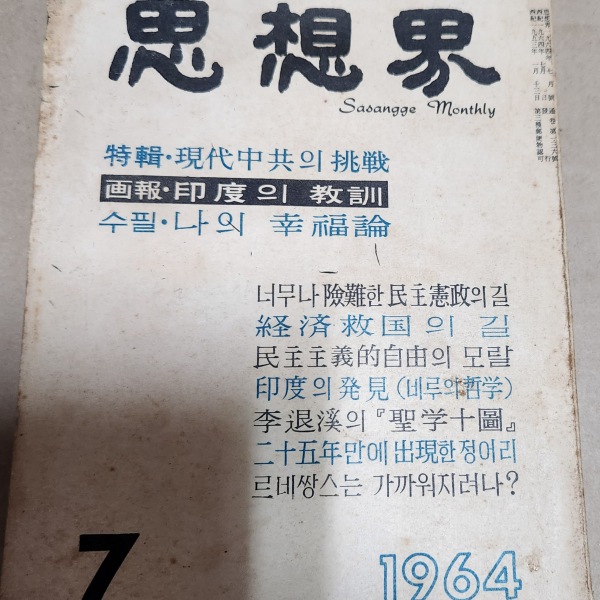 思想界
Sasangge Monthly
特輯·現代中共의 挑戦
画報·印度의 教訓
수필·나의 幸福論
너무나 險難한 民主憲政의길
経済救国의 길
民主主義的自由의 모랄
印度의 発見 (네루의哲学)
李退溪의『聖学十圖』
二十五年만에 出現한정어리
르네쌍스는 가까워지려나?
7
1964